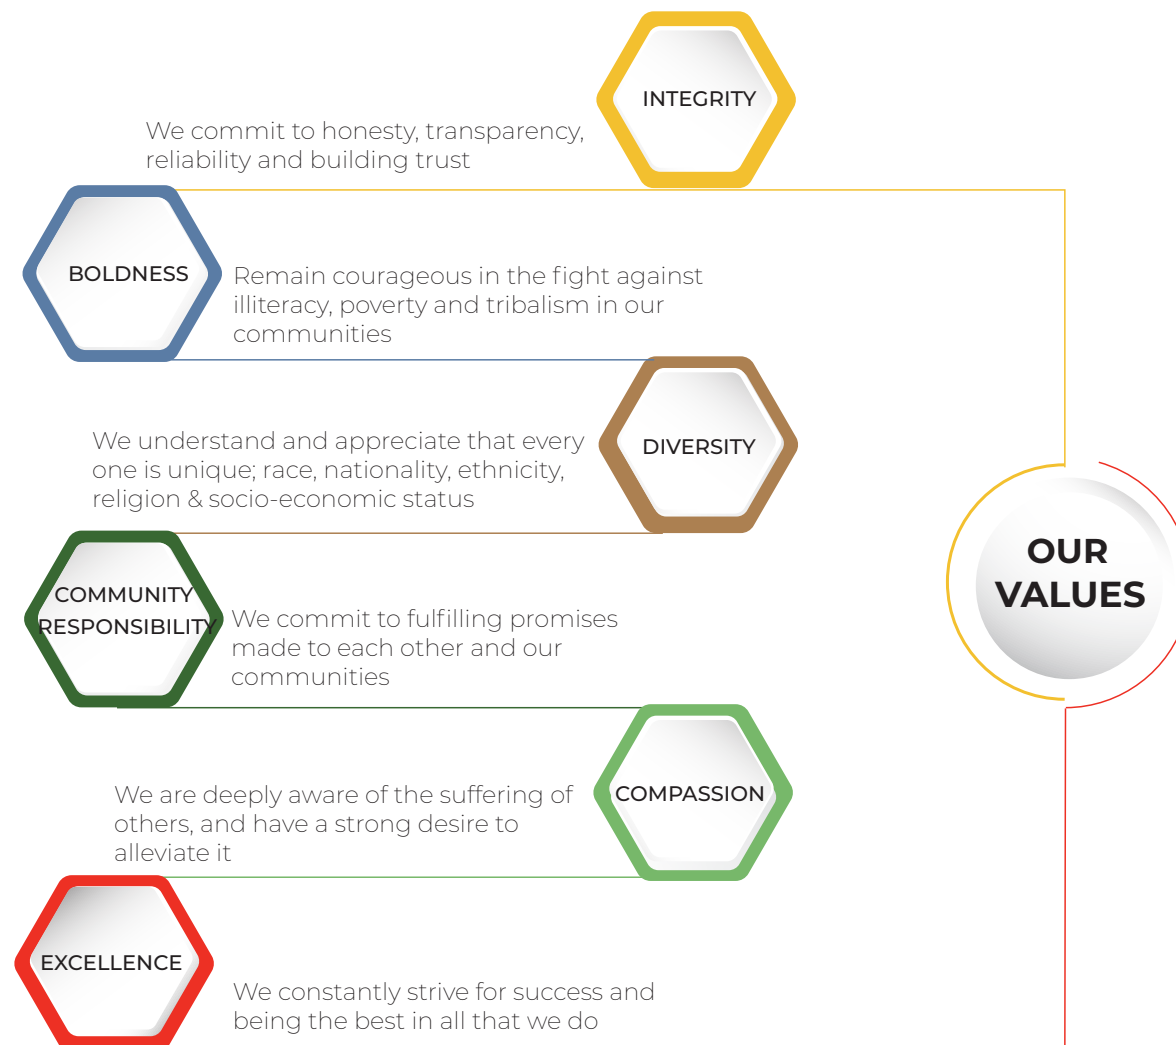 INTEGRITY
We commit to honesty, transparency,
reliability and building trust
BOLDNESS
Remain courageous in the fight against
illiteracy, poverty and tribalism in our
communities
DIVERSITY
We understand and appreciate that every
one is unique; race, nationality, ethnicity,
religion & socio-economic status
OUR
VALUES
COMMUNITY
RESPONSIBILITY
We commit to fulfilling promises
made to each other and our
communities
COMPASSION
We are deeply aware of the suffering of
others, and have a strong desire to
alleviate it
EXCELLENCE
We constantly strive for success and
being the best in all that we do